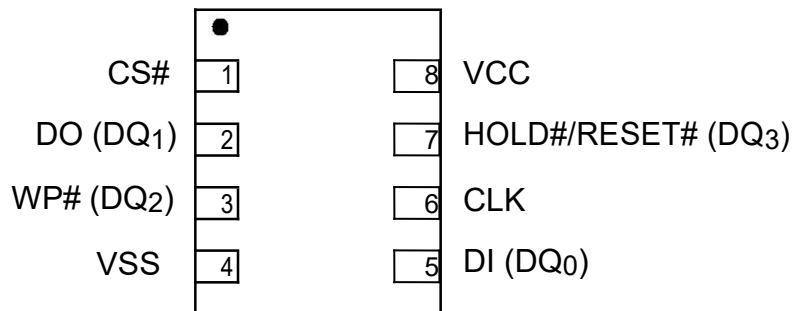 CS# 1 8 VCC
DO (DQ1) 2 7 HOLD#/RESET# (DQ3)
WP# (DQ2) 3 6 CLK
VSS 4 5 DI (DQ0)